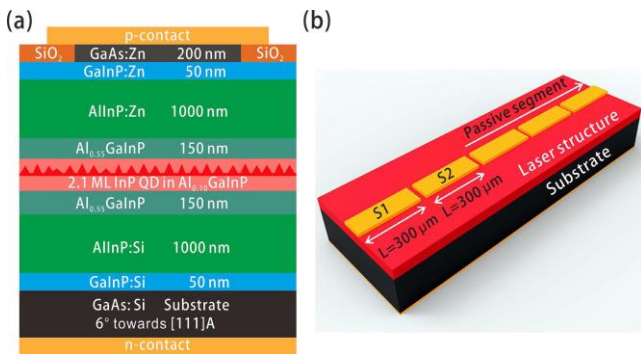 (a)
p-contact
SiO₂ GaAs:Zn 200 nm SiO₂
GaInP:Zn 50 nm
AlInP:Zn 1000 nm
Al₀.₅₅GaInP 150 nm
2.1 ML InP QD in Al₀.₁₀GaInP
Al₀.₅₅GaInP 150 nm
AlInP:Si 1000 nm
GaInP:Si 50 nm
GaAs: Si Substrate
6° towards [111]A
n-contact
(b)
Passive segment
S1
S2
L=300 μm
L=300 μm
Laser structure
Substrate